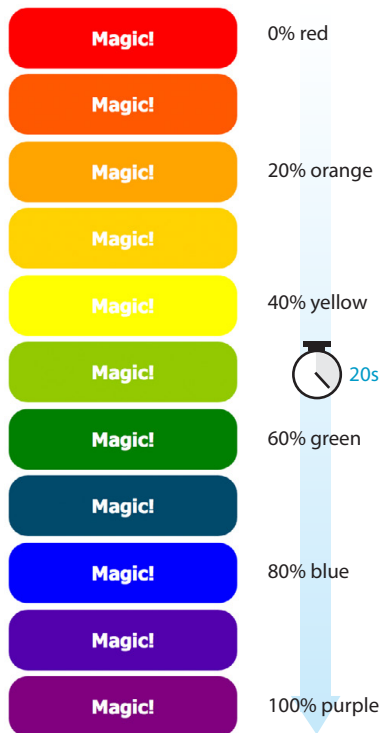 Magic!
0% red
Magic!
Magic!
20% orange
Magic!
Magic!
40% yellow
Magic!
20s
Magic!
60% green
Magic!
Magic!
80% blue
Magic!
Magic!
100% purple